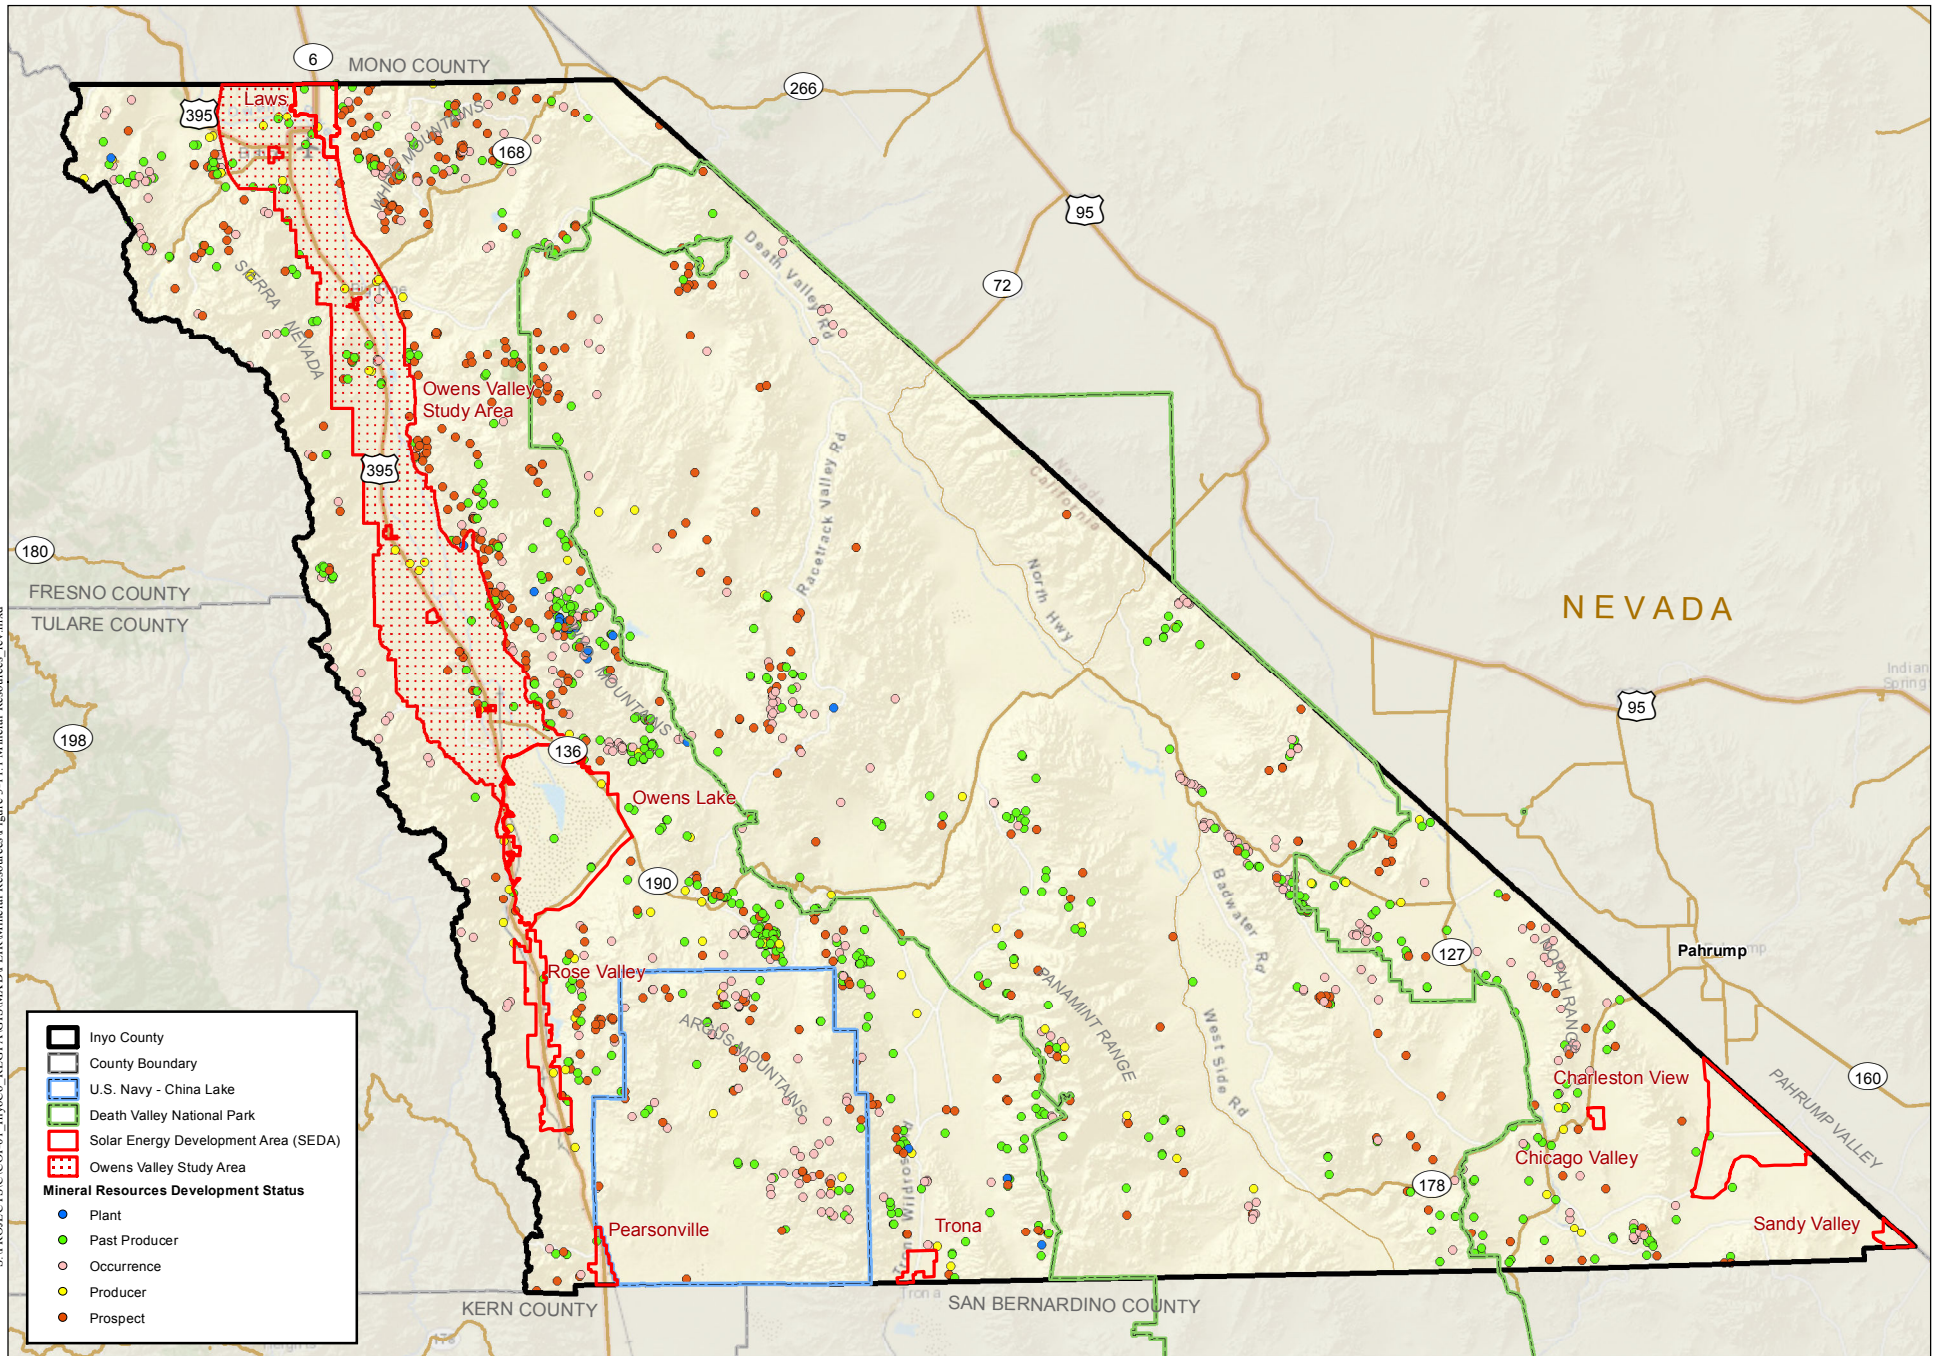 6
MONO COUNTY
266
395
Laws
WHITE MOUNTAINS
168
95
Death Valley Rd
72
SIERRA NEVADA
Owens Valley
Study Area
395
Racetrack Valley Rd
Nevada
California
180
FRESNO COUNTY
TULARE COUNTY
North Hwy
NEVADA
MOUNTAINS
Indian
Spring
95
198
136
Owens Lake
190
Badwater Rd
127
Pahrump
Rose Valley
PANAMINT RANGE
NOPAH RANGE
ARGUS MOUNTAINS
West Side Rd
Charleston View
160
PAHRUMP VALLEY
Chicago Valley
178
Pearsonville
Trona
Sandy Valley
Trona
KERN COUNTY
SAN BERNARDINO COUNTY
Inyo County
County Boundary
U.S. Navy - China Lake
Death Valley National Park
Solar Energy Development Area (SEDA)
Owens Valley Study Area
Mineral Resources Development Status
Plant
Past Producer
Occurrence
Producer
Prospect